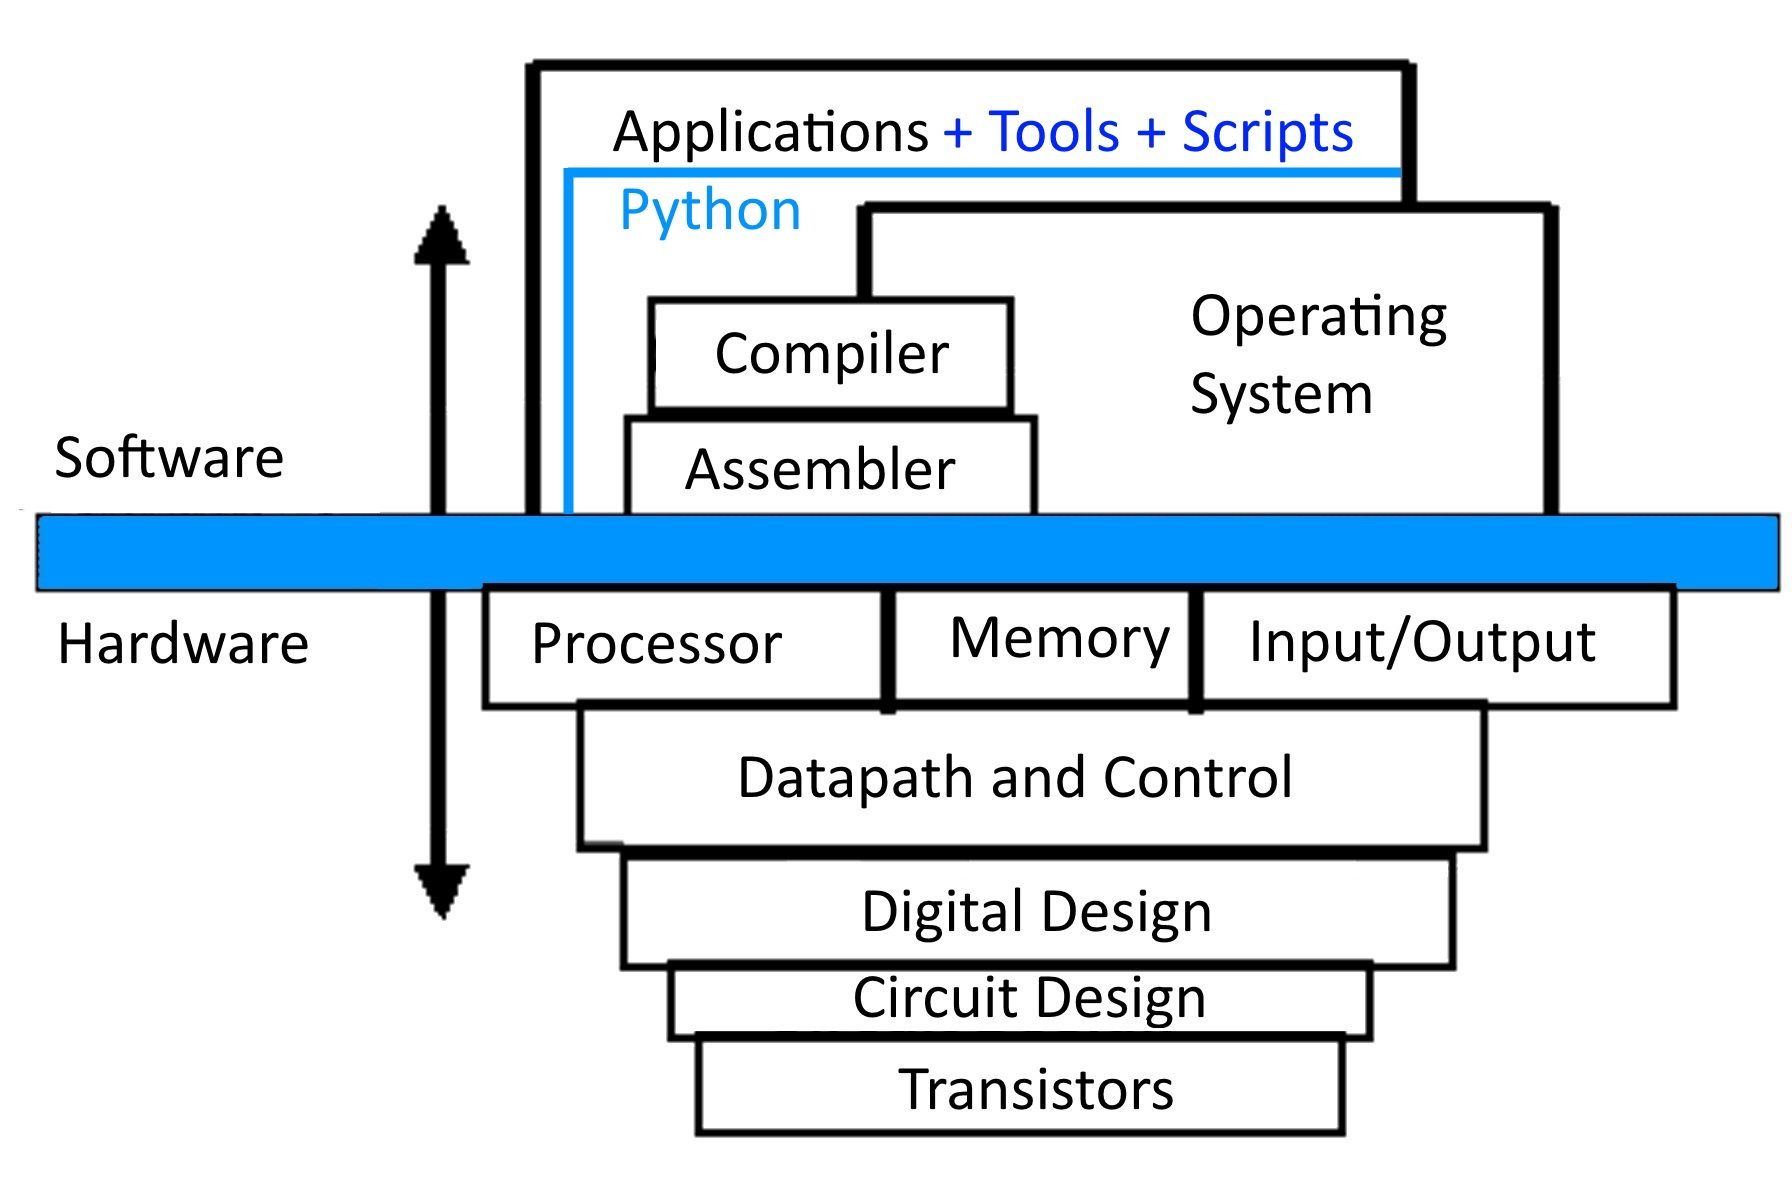 Applications + Tools + Scripts
Python
Compiler
Operating
System
Assembler
Software
Hardware
Processor
Memory
Input/Output
Datapath and Control
Digital Design
Circuit Design
Transistors